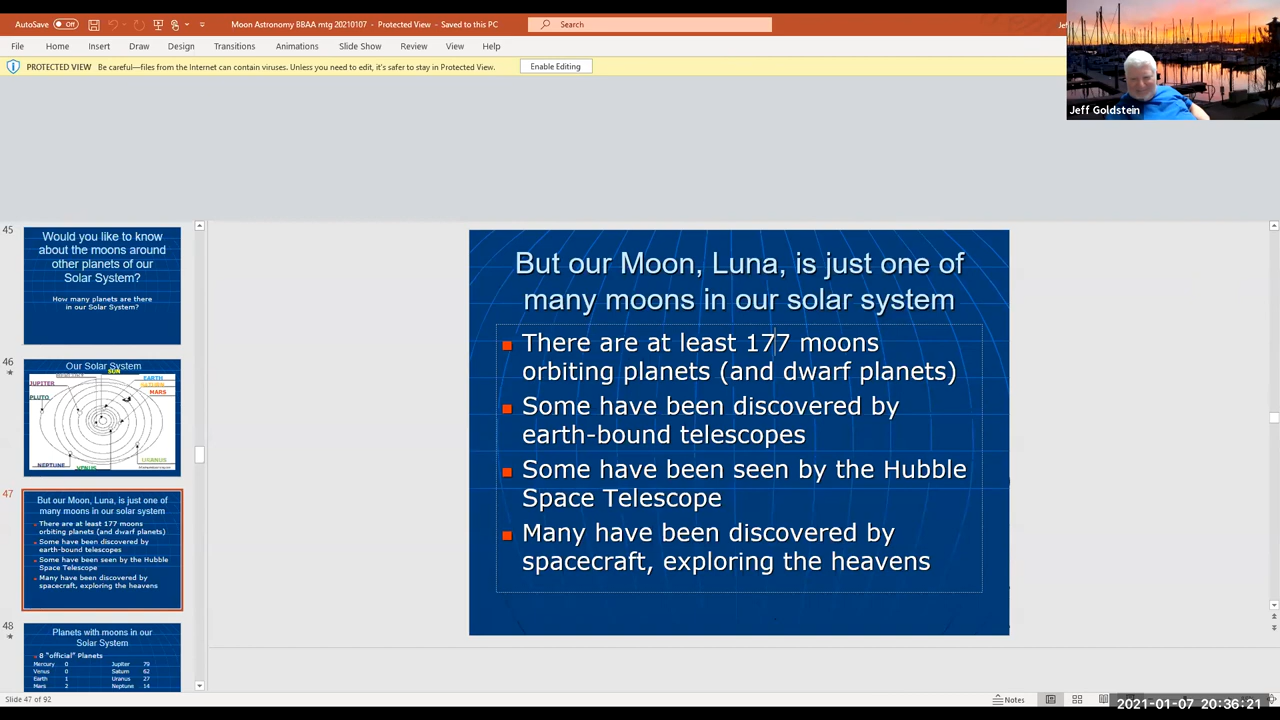 AutoSave Off
Moon Astronomy BBAA mtg 20210107 - Protected View - Saved to this PC
Search
File Home Insert Draw Design Transitions Animations Slide Show Review View Help
PROTECTED VIEW Be careful—files from the Internet can contain viruses. Unless you need to edit, it's safer to stay in Protected View. Enable Editing
Jeff Goldstein
45
Would you like to know
about the moons around
other planets of our
Solar System?
How many planets are there
in our Solar System?
46
Our Solar System
SUN
JUPITER
EARTH
SATURN
MARS
PLUTO
URANUS
NEPTUNE
VENUS
47
But our Moon, Luna, is just one of
many moons in our solar system
There are at least 177 moons
orbiting planets (and dwarf planets)
Some have been discovered by
earth-bound telescopes
Some have been seen by the Hubble
Space Telescope
Many have been discovered by
spacecraft, exploring the heavens
48
Planets with moons in our
Solar System
8 "official" Planets
Mercury 0 Jupiter 79
Venus 0 Saturn 62
Earth 1 Uranus 27
Mars 2 Neptune 14
But our Moon, Luna, is just one of
many moons in our solar system
There are at least 177 moons
orbiting planets (and dwarf planets)
Some have been discovered by
earth-bound telescopes
Some have been seen by the Hubble
Space Telescope
Many have been discovered by
spacecraft, exploring the heavens
Slide 47 of 92
Notes
2021-01-07 20:36:21